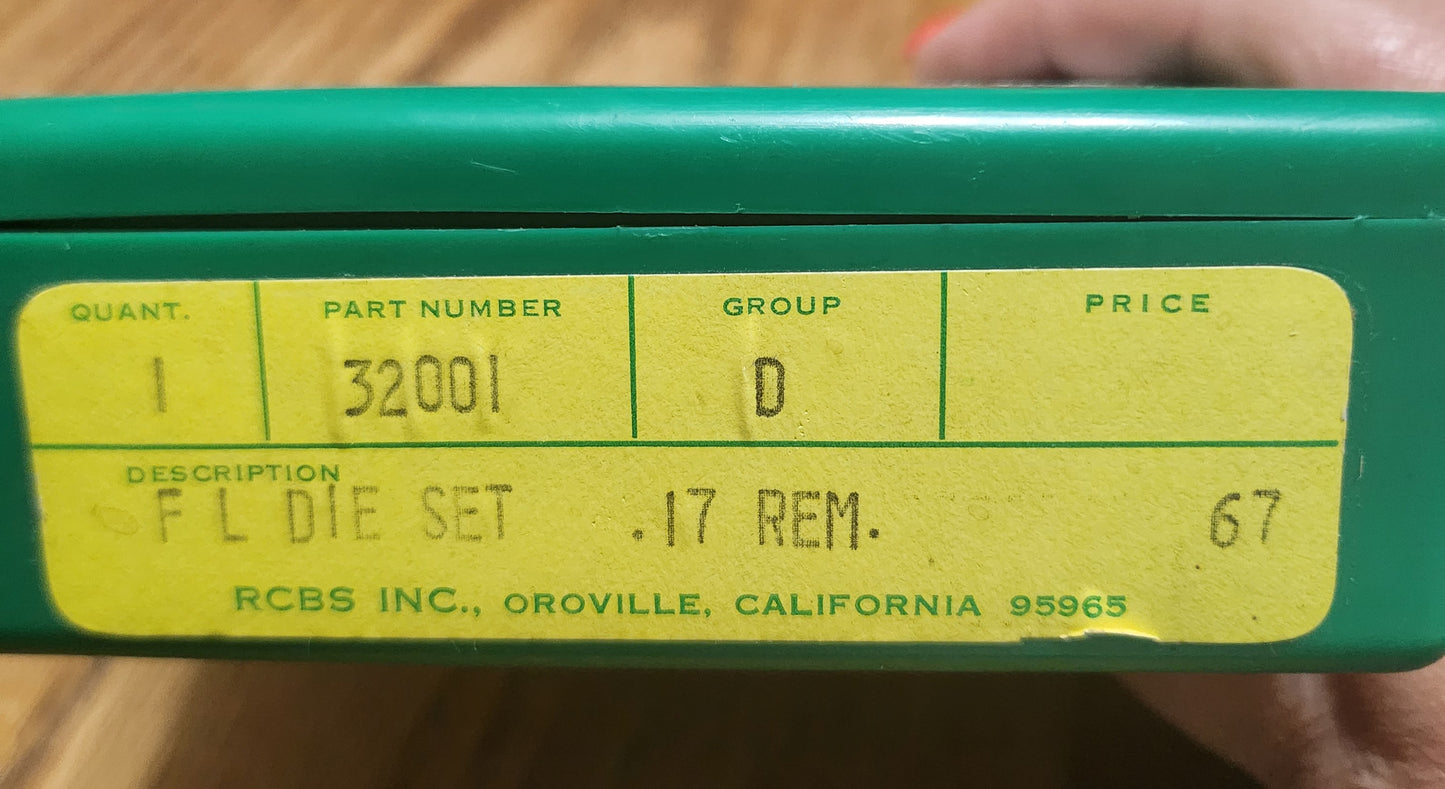 QUANT. PART NUMBER GROUP PRICE
1 32001 D
DESCRIPTION
F L DIE SET .17 REM. 67
RCBS INC., OROVILLE, CALIFORNIA 95965